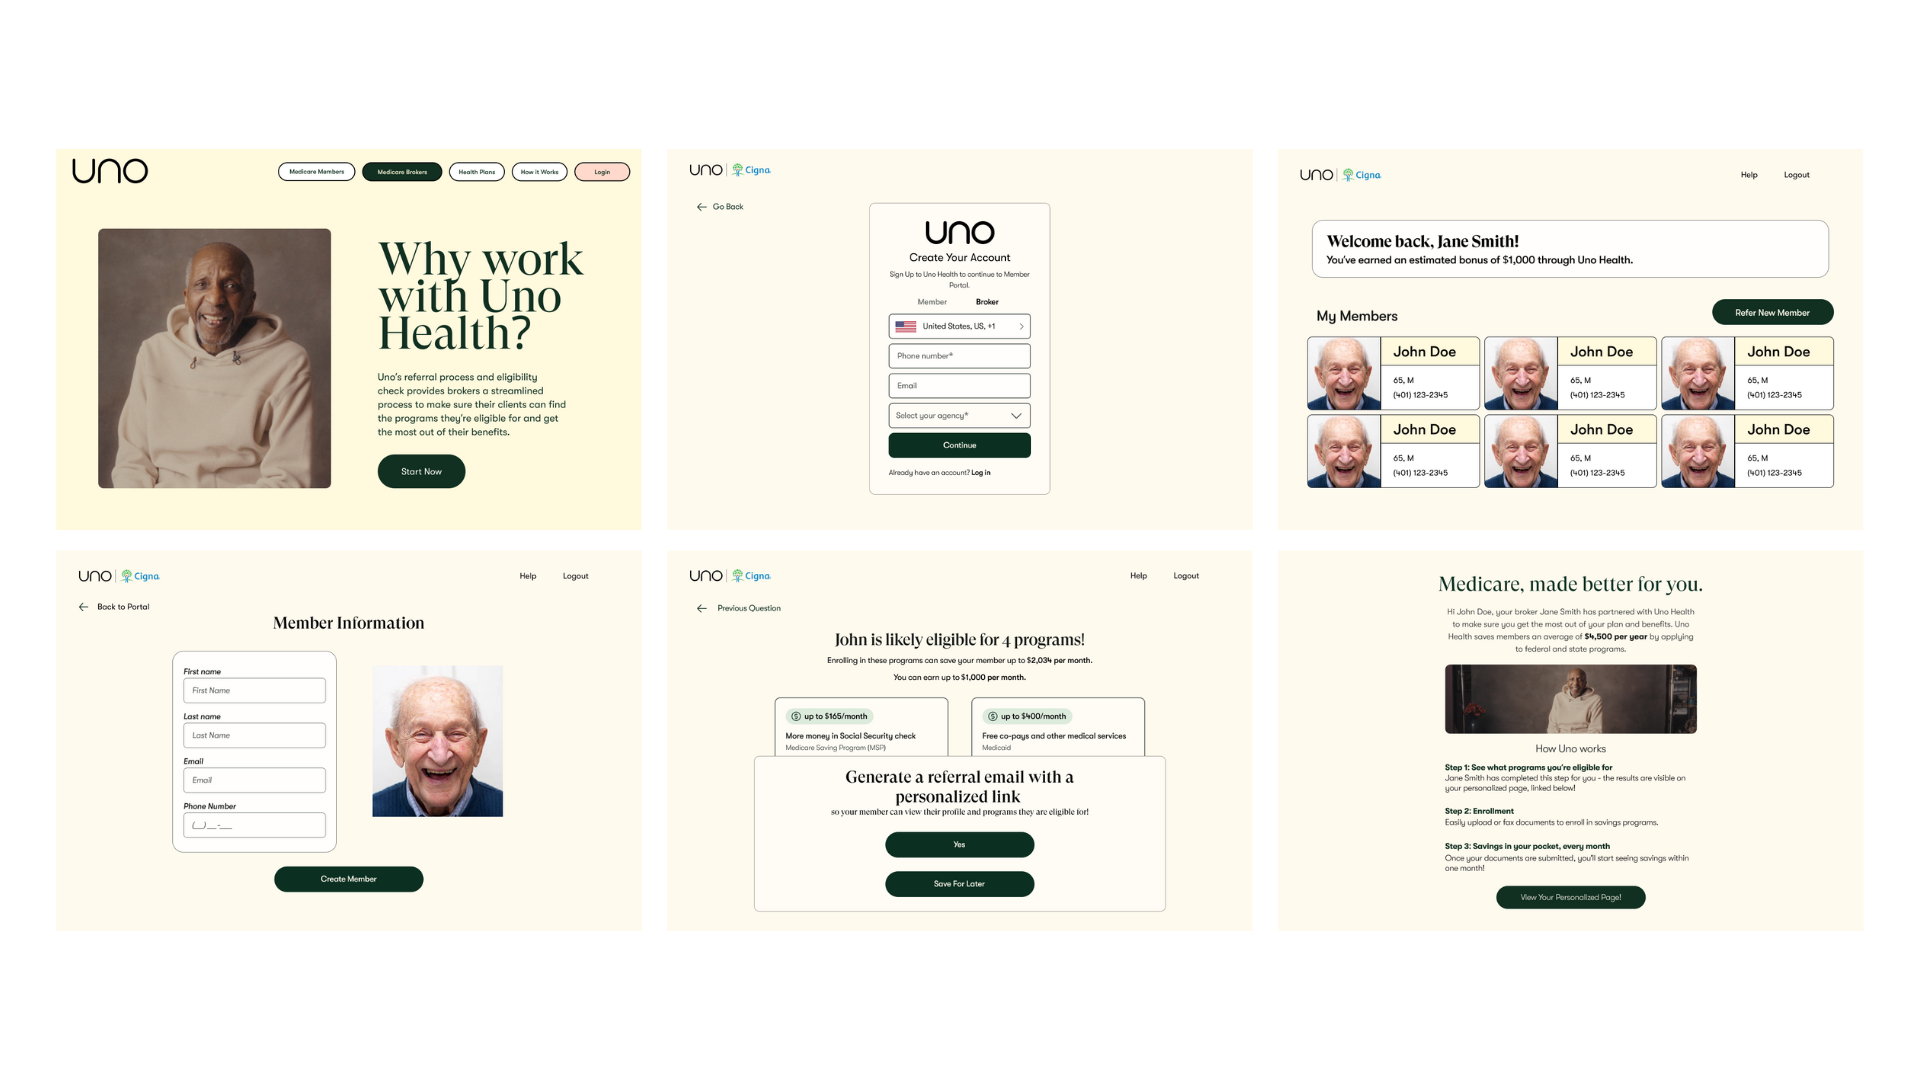 UNO
Medicare Members
Medicare Brokers
Health Plans
How it Works
Login
Why work
with Uno
Health?
Uno's referral process and eligibility
check provides brokers a streamlined
process to make sure their clients can find
the programs they're eligible for and get
the most out of their benefits.
Start Now
UNO | Cigna
Go Back
UNO
Create Your Account
Sign Up to Uno Health to continue to Member
Portal.
Member Broker
United States, US, +1
Phone number*
Email
Select your agency*
Continue
Already have an account? Log in
UNO | Cigna
Help
Logout
Welcome back, Jane Smith!
You've earned an estimated bonus of $1,000 through Uno Health.
My Members
Refer New Member
John Doe
65, M
(401) 123-2345
John Doe
65, M
(401) 123-2345
John Doe
65, M
(401) 123-2345
John Doe
65, M
(401) 123-2345
John Doe
65, M
(401) 123-2345
John Doe
65, M
(401) 123-2345
UNO | Cigna
Help
Logout
Back to Portal
Member Information
First name
First Name
Last name
Last Name
Email
Email
Phone Number
(__)__-___
Create Member
UNO | Cigna
Help
Logout
Previous Question
John is likely eligible for 4 programs!
Enrolling in these programs can save your member up to $2,034 per month.
You can earn up to $1,000 per month.
up to $165/month
More money in Social Security check
Medicare Saving Program (MSP)
up to $400/month
Free co-pays and other medical services
Medicaid
Generate a referral email with a
personalized link
so your member can view their profile and programs they are eligible for!
Yes
Save For Later
Medicare, made better for you.
Hi John Doe, your broker Jane Smith has partnered with Uno Health
to make sure you get the most out of your plan and benefits. Uno
Health saves members an average of $4,500 per year by applying
to federal and state programs.
How Uno works
Step 1: See what programs you're eligible for
Jane Smith has completed this step for you - the results are visible on
your personalized page, linked below!
Step 2: Enrollment
Easily upload or fax documents to enroll in savings programs.
Step 3: Savings in your pocket, every month
Once your documents are submitted, you'll start seeing savings within
one month!
View Your Personalized Page!